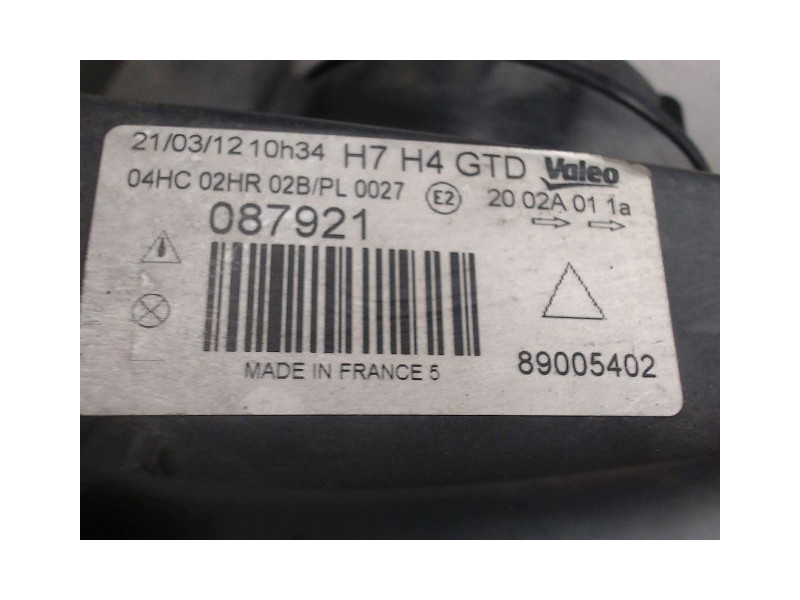 21/03/12 10h34 H7 H4 GTD Valeo
04HC 02HR 02B/PL 0027 E2 20 02A 01 1a
087921
MADE IN FRANCE 5
89005402